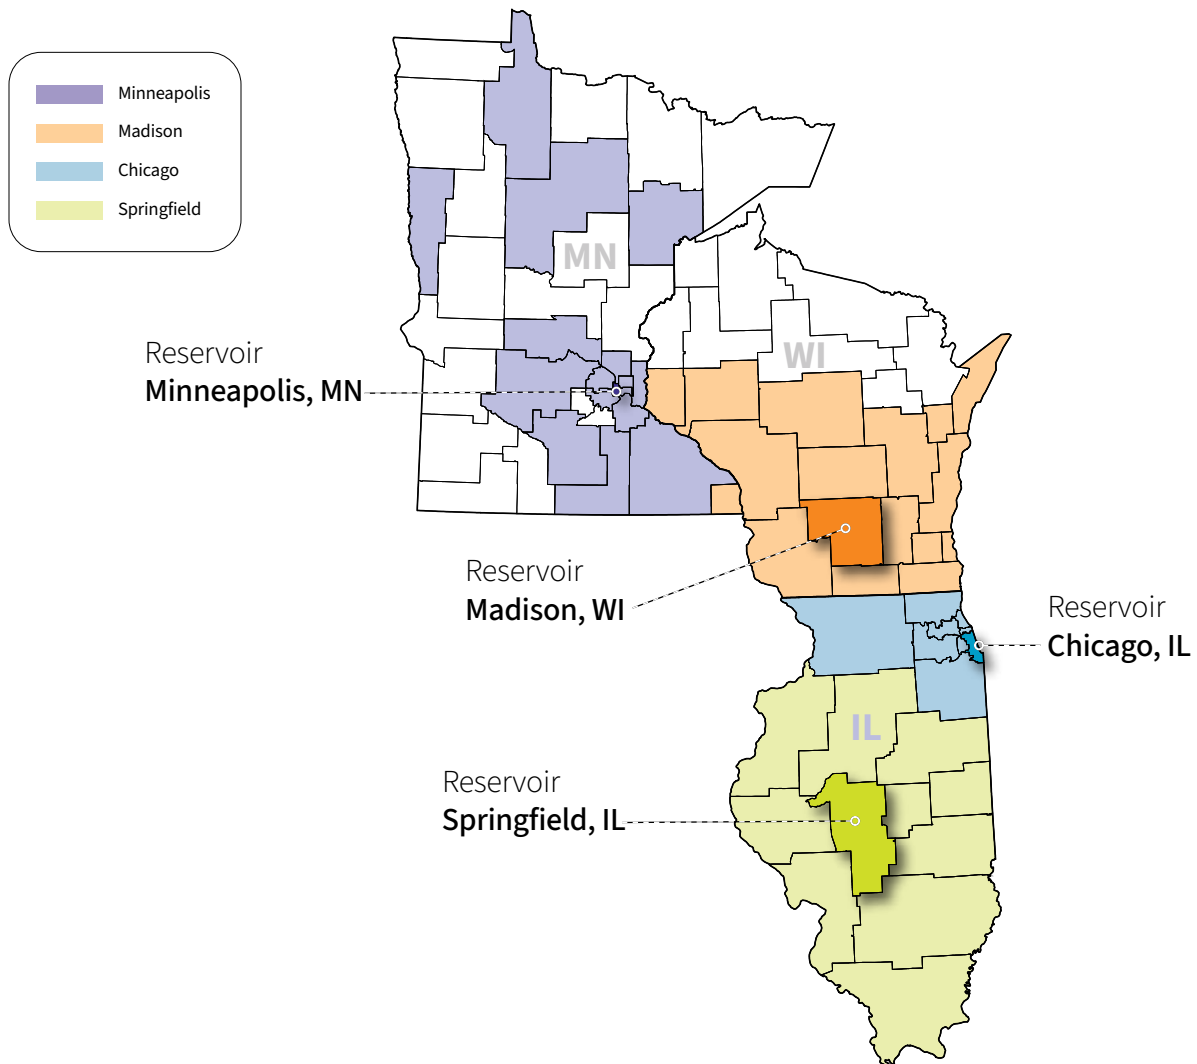 Minneapolis
Madison
Chicago
Springfield
MN
WI
Reservoir
Minneapolis, MN
Reservoir
Madison, WI
Reservoir
Chicago, IL
IL
Reservoir
Springfield, IL